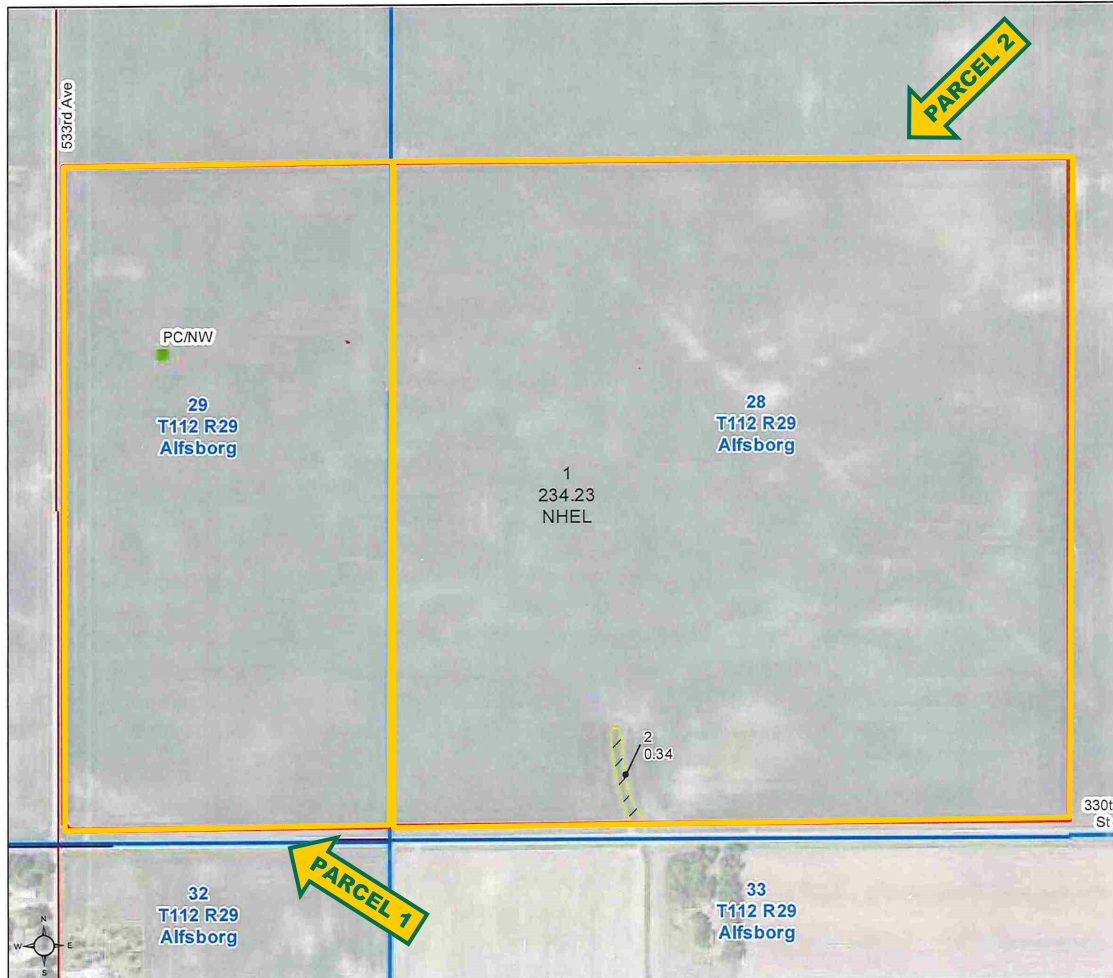 533rd Ave
PARCEL 2
PC/NW
29
T112 R29
Alfsborg
28
T112 R29
Alfsborg
1
234.23
NHEL
2
0.34
330t
St
PARCEL 1
32
T112 R29
Alfsborg
33
T112 R29
Alfsborg
N
W
E
S